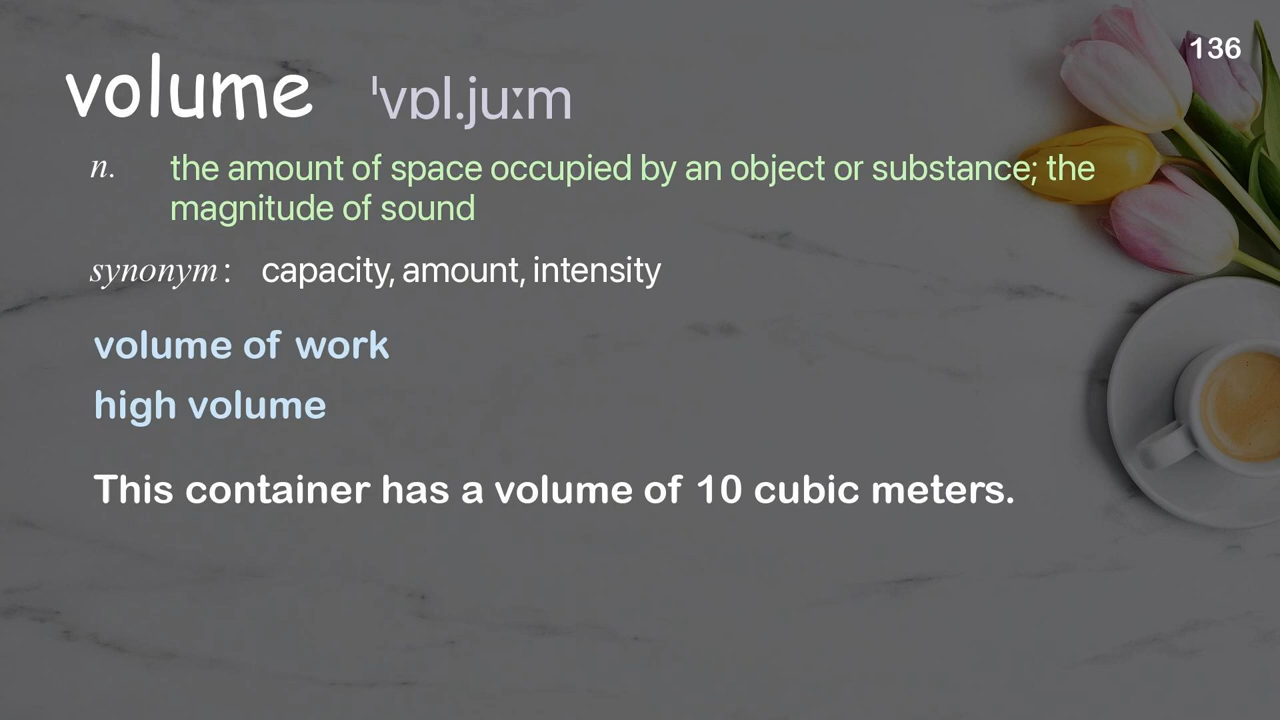 136
volume ˈvɒl.juːm
n. the amount of space occupied by an object or substance; the
magnitude of sound
synonym: capacity, amount, intensity
volume of work
high volume
This container has a volume of 10 cubic meters.